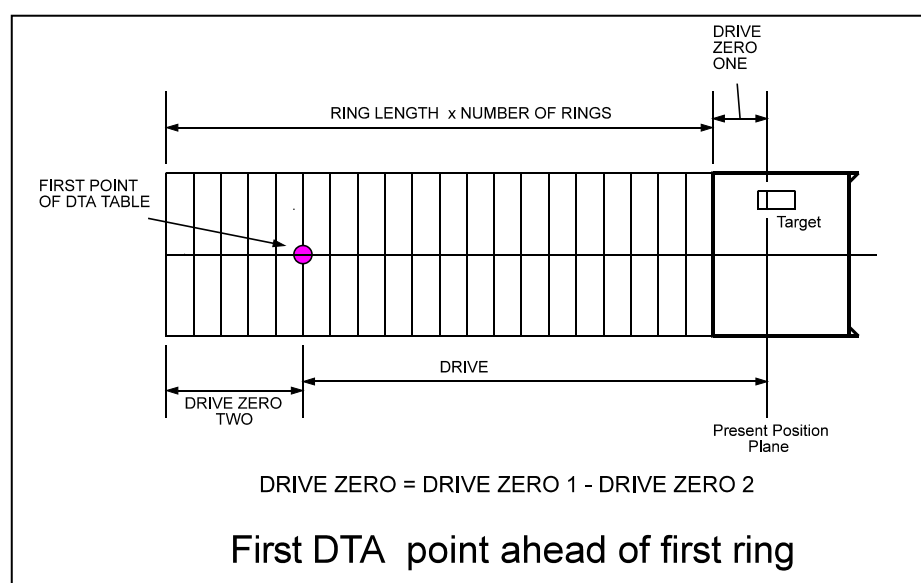 DRIVE
ZERO
ONE
RING LENGTH x NUMBER OF RINGS
FIRST POINT
OF DTA TABLE
Target
DRIVE
DRIVE ZERO
TWO
Present Position
Plane
DRIVE ZERO = DRIVE ZERO 1 - DRIVE ZERO 2
First DTA point ahead of first ring